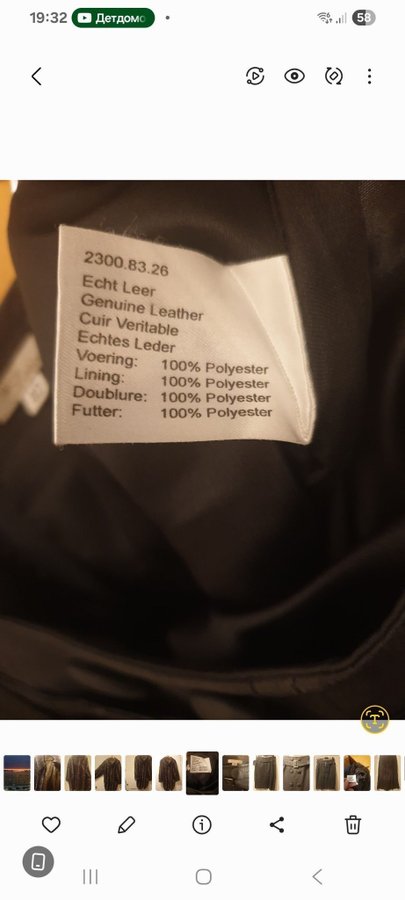 19:32
Детдомо
58
2300.83.26
Echt Leer
Genuine Leather
Cuir Veritable
Echtes Leder
Voering: 100% Polyester
Lining: 100% Polyester
Doublure: 100% Polyester
Futter: 100% Polyester
T